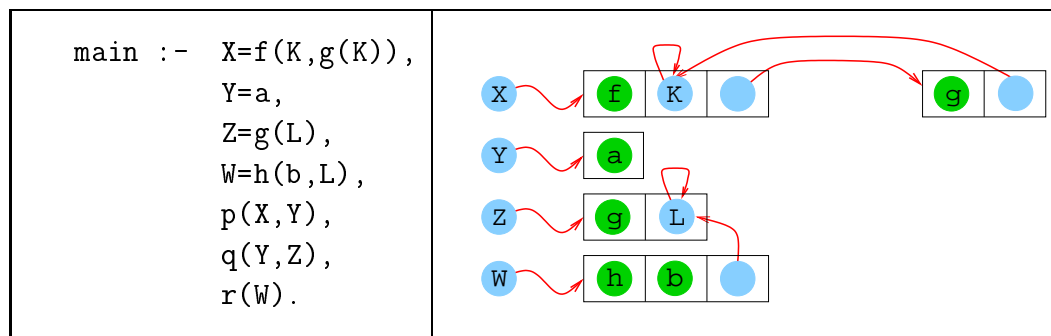 main :- X=f(K,g(K)),
Y=a,
Z=g(L),
W=h(b,L),
p(X,Y),
q(Y,Z),
r(W).
X f K g
Y a
Z g L
W h b